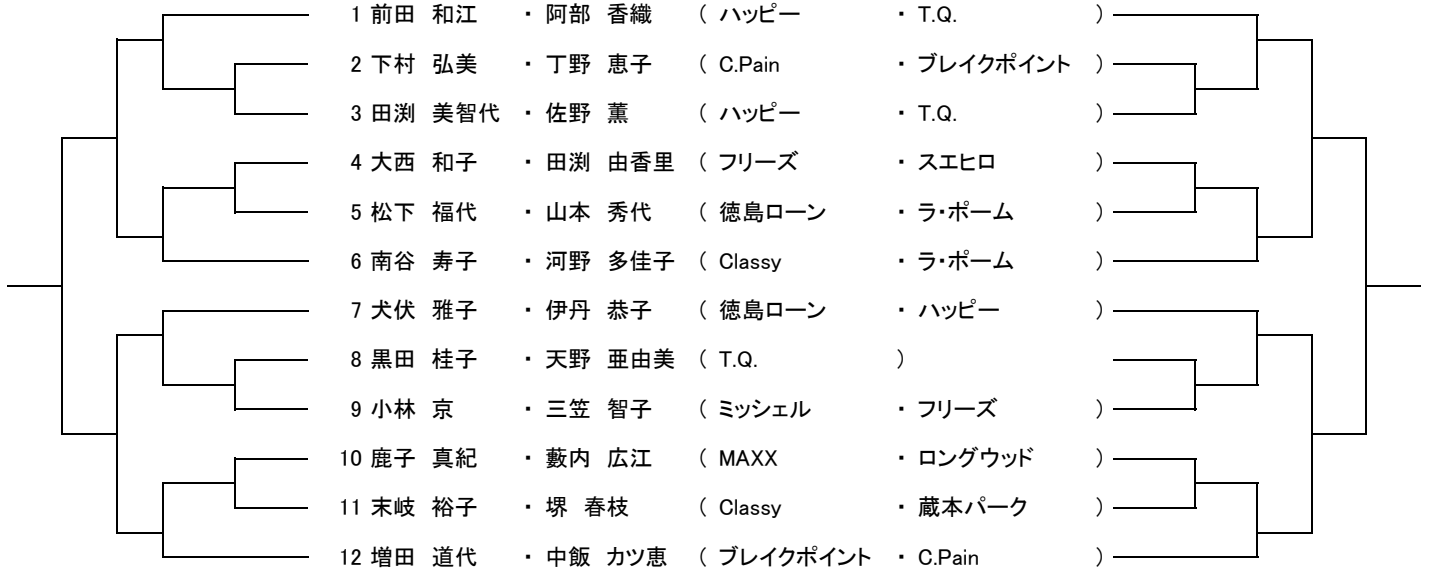 1 前田 和江 ・ 阿部 香織 ( ハッピー ・ T.Q. )
2 下村 弘美 ・ 丁野 恵子 ( C.Pain ・ ブレイクポイント )
3 田渕 美智代 ・ 佐野 薫 ( ハッピー ・ T.Q. )
4 大西 和子 ・ 田渕 由香里 ( フリーズ ・ スエヒロ )
5 松下 福代 ・ 山本 秀代 ( 徳島ローン ・ ラ・ポーム )
6 南谷 寿子 ・ 河野 多佳子 ( Classy ・ ラ・ポーム )
7 犬伏 雅子 ・ 伊丹 恭子 ( 徳島ローン ・ ハッピー )
8 黒田 桂子 ・ 天野 亜由美 ( T.Q. )
9 小林 京 ・ 三笠 智子 ( ミッシェル ・ フリーズ )
10 鹿子 真紀 ・ 藪内 広江 ( MAXX ・ ロングウッド )
11 末岐 裕子 ・ 堺 春枝 ( Classy ・ 蔵本パーク )
12 増田 道代 ・ 中飯 カツ恵 ( ブレイクポイント ・ C.Pain )